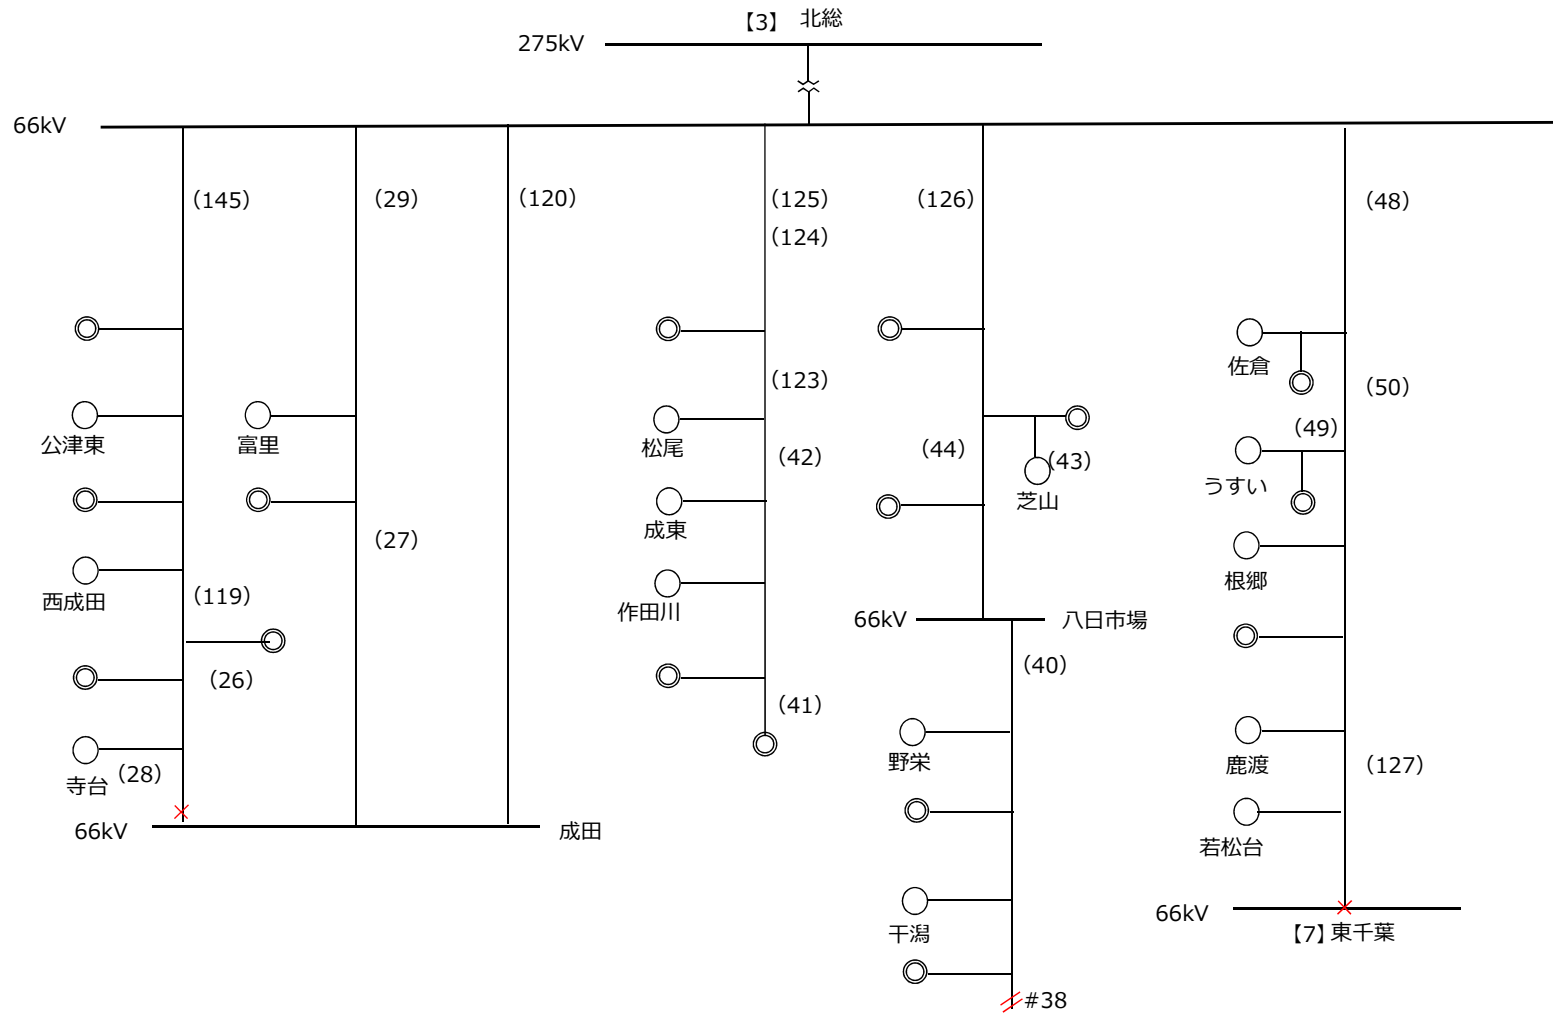 【3】 北総
275kV
66kV
（145）
（29）
（120）
（125）
（126）
（48）
（124）
佐倉
（123）
（50）
公津東
富里
松尾
（42）
（44）
（43）
（49）
うすい
芝山
成東
（27）
根郷
西成田
（119）
作田川
66kV
八日市場
（26）
（40）
（41）
寺台
（28）
野栄
鹿渡
（127）
66kV
成田
若松台
干潟
66kV
【7】東千葉
#38